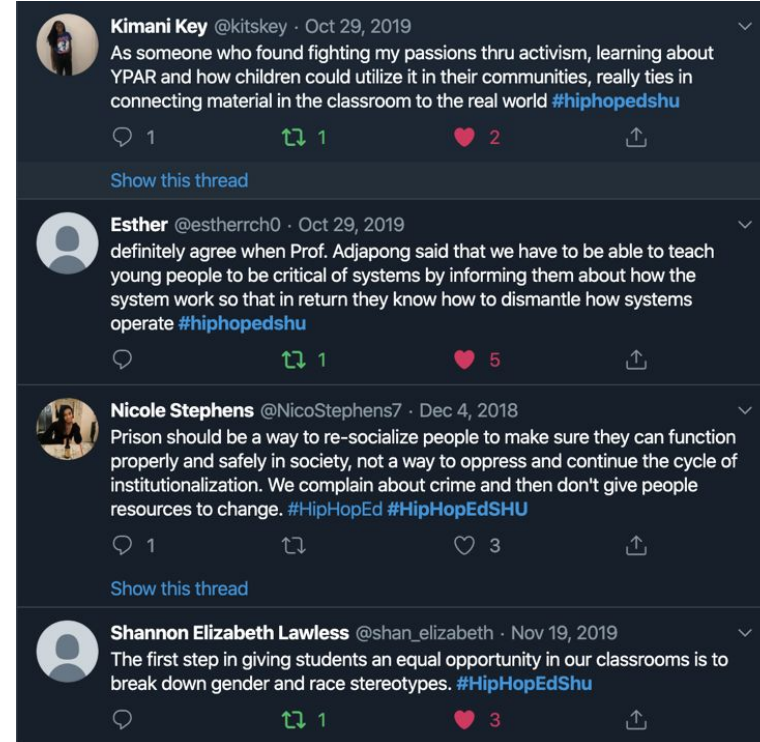 Kimani Key @kitskey · Oct 29, 2019
As someone who found fighting my passions thru activism, learning about
YPAR and how children could utilize it in their communities, really ties in
connecting material in the classroom to the real world #hiphopedshu
1 1 2
Show this thread
Esther @estherrch0 · Oct 29, 2019
definitely agree when Prof. Adjapong said that we have to be able to teach
young people to be critical of systems by informing them about how the
system work so that in return they know how to dismantle how systems
operate #hiphopedshu
1 5
Nicole Stephens @NicoStephens7 · Dec 4, 2018
Prison should be a way to re-socialize people to make sure they can function
properly and safely in society, not a way to oppress and continue the cycle of
institutionalization. We complain about crime and then don't give people
resources to change. #HipHopEd #HipHopEdSHU
1 3
Show this thread
Shannon Elizabeth Lawless @shan_elizabeth · Nov 19, 2019
The first step in giving students an equal opportunity in our classrooms is to
break down gender and race stereotypes. #HipHopEdShu
1 3